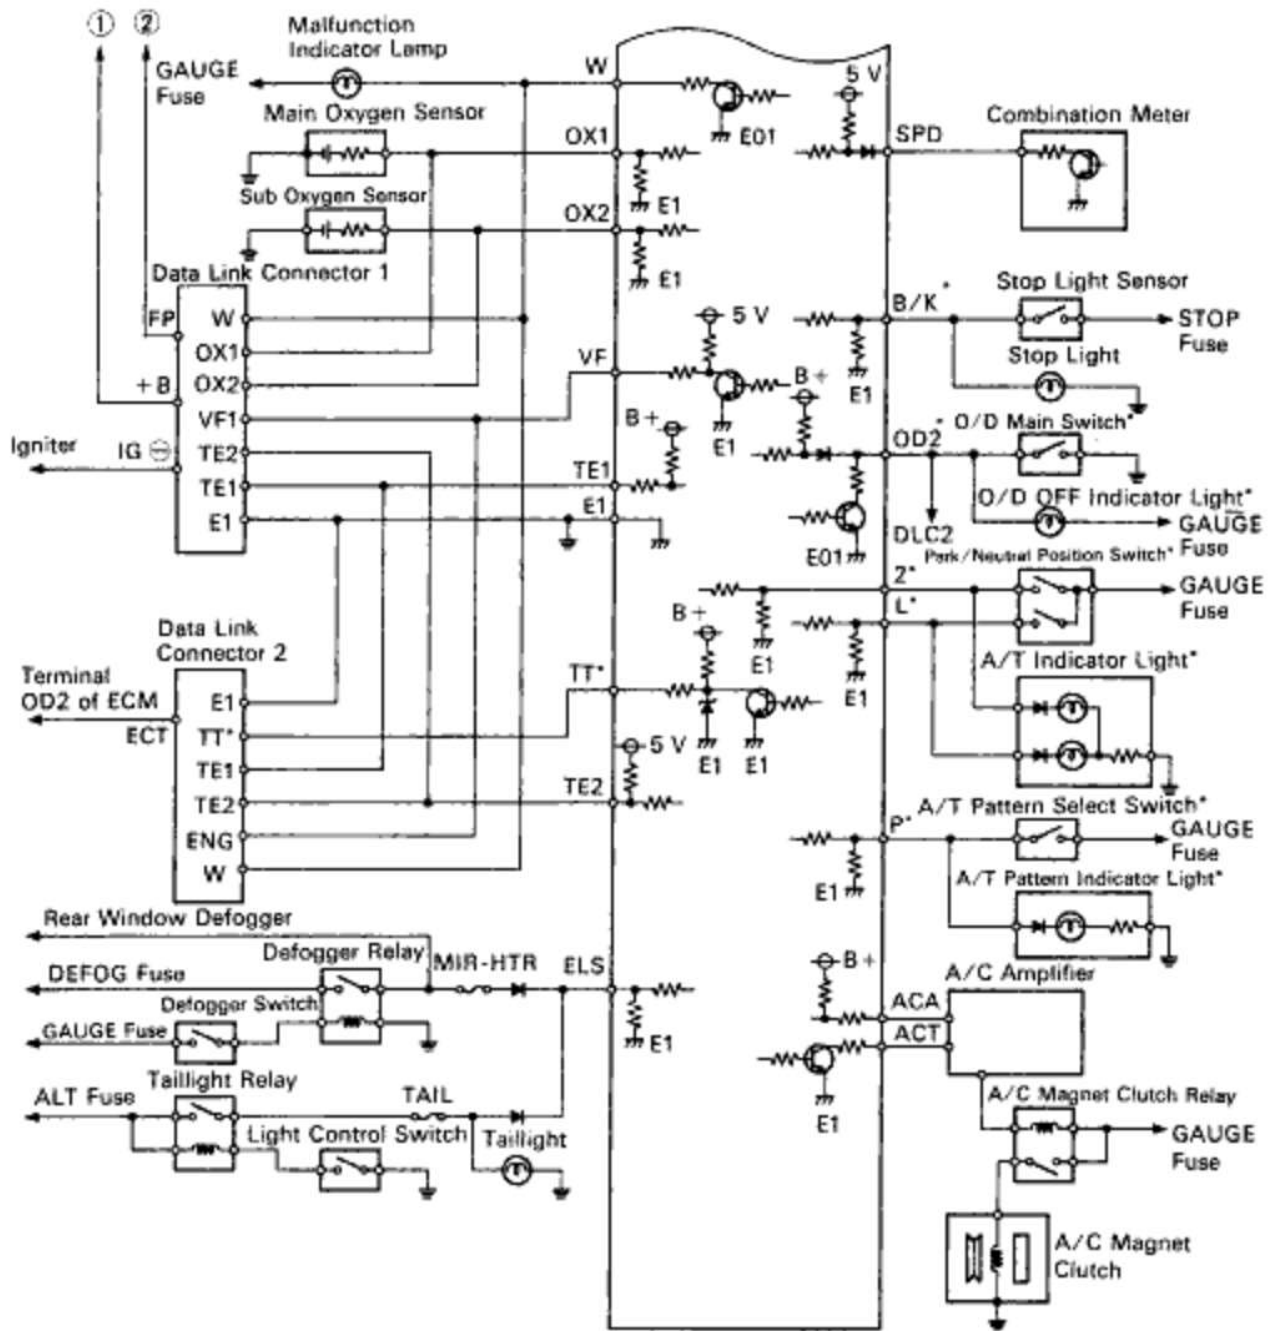 ① ②
Malfunction
Indicator Lamp
GAUGE
Fuse
W
5 V
Main Oxygen Sensor
OX1
E01
SPD
Combination Meter
Sub Oxygen Sensor
E1
OX2
E1
Data Link Connector 1
FP
W
OX1
+B
OX2
VF1
Igniter
IG ⊖
TE2
TE1
E1
B/K*
Stop Light Sensor
STOP
Fuse
Stop Light
5 V
VF
E1
B+
E1
B+
TE1
E1
OD2*
O/D Main Switch*
O/D OFF Indicator Light*
GAUGE
Fuse
E01
DLC2
Park/Neutral Position Switch*
2*
GAUGE
Fuse
L*
B+
E1
E1
A/T Indicator Light*
Data Link
Connector 2
Terminal
OD2 of ECM
ECT
E1
TT*
TE1
TE2
ENG
W
TT*
5 V
E1
E1
TE2
P*
A/T Pattern Select Switch*
GAUGE
Fuse
E1
A/T Pattern Indicator Light*
Rear Window Defogger
Defogger Relay
MIR-HTR
ELS
DEFOG Fuse
Defogger Switch
GAUGE Fuse
E1
B+
A/C Amplifier
ACA
ACT
E1
Taillight Relay
ALT Fuse
TAIL
Light Control Switch
Taillight
A/C Magnet Clutch Relay
GAUGE
Fuse
A/C Magnet
Clutch